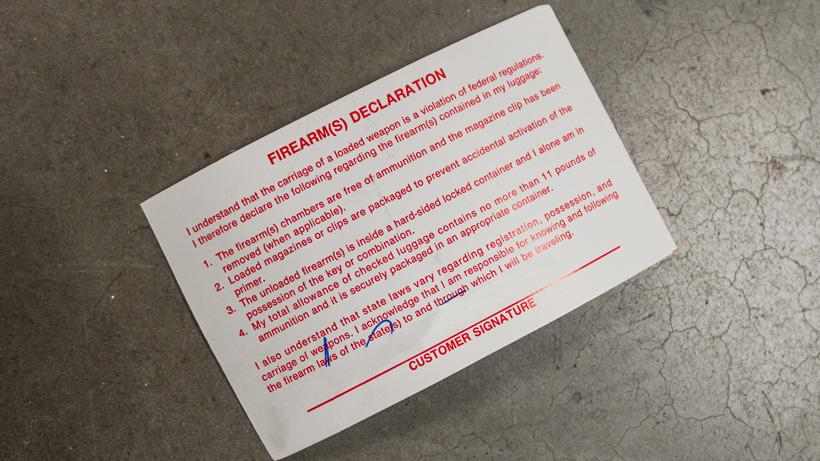 FIREARM(S) DECLARATION
I understand that the carriage of a loaded weapon is a violation of federal regulations.
I therefore declare the following regarding the firearm(s) contained in my luggage:
1. The firearm(s) chambers are free of ammunition and the magazine clip has been
removed (when applicable).
2. Loaded magazines or clips are packaged to prevent accidental activation of the
primer.
3. The unloaded firearm(s) is inside a hard-sided locked container and I alone am in
possession of the key or combination.
4. My total allowance of checked luggage contains no more than 11 pounds of
ammunition and it is securely packaged in an appropriate container.
I also understand that state laws vary regarding registration, possession, and
carriage of weapons. I acknowledge that I am responsible for knowing and following
the firearm laws of the state(s) to and through which I will be traveling.
CUSTOMER SIGNATURE